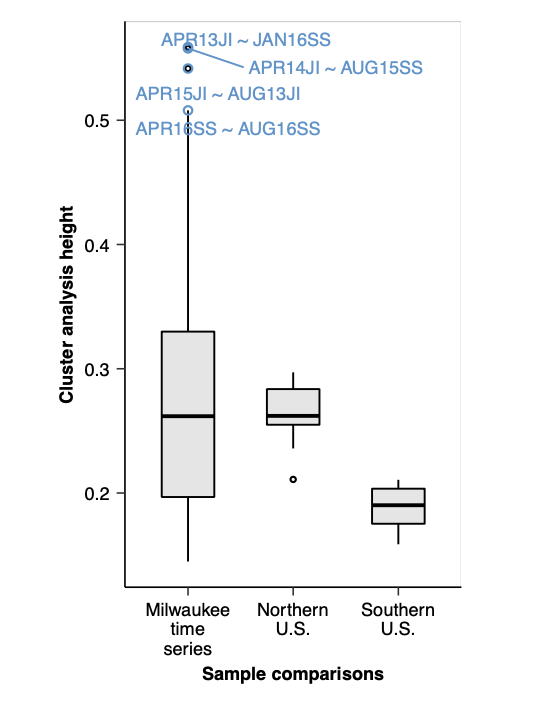 APR13JI ~ JAN16SS
APR14JI ~ AUG15SS
APR15JI ~ AUG13JI
APR16SS ~ AUG16SS
0.5
0.4
0.3
0.2
Cluster analysis height
Milwaukee
time
series
Northern
U.S.
Southern
U.S.
Sample comparisons